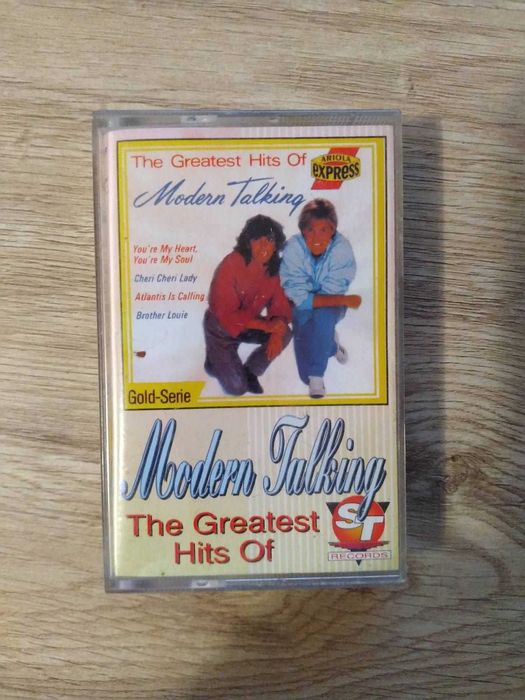 The Greatest Hits Of
ARIOLA
express
Modern Talking
You're My Heart,
You're My Soul
Cheri Cheri Lady
Atlantis Is Calling
Brother Louie
Gold-Serie
Modern Talking
The Greatest
Hits Of
ST
RECORDS